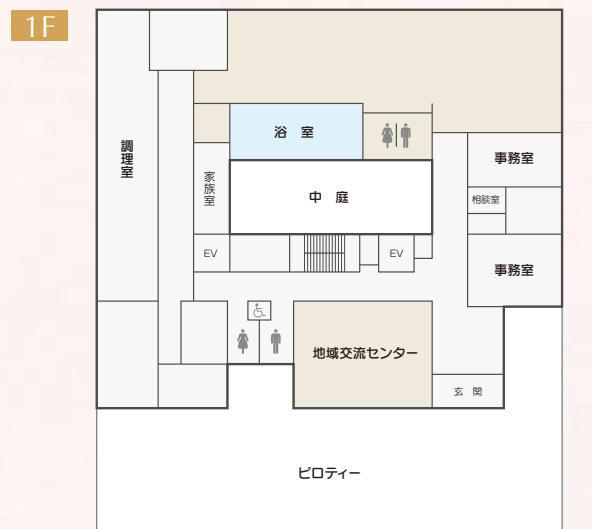 1F
浴 室
調理室
事務室
家族室
中 庭
相談室
EV
EV
事務室
地域交流センター
玄 関
ピロティー